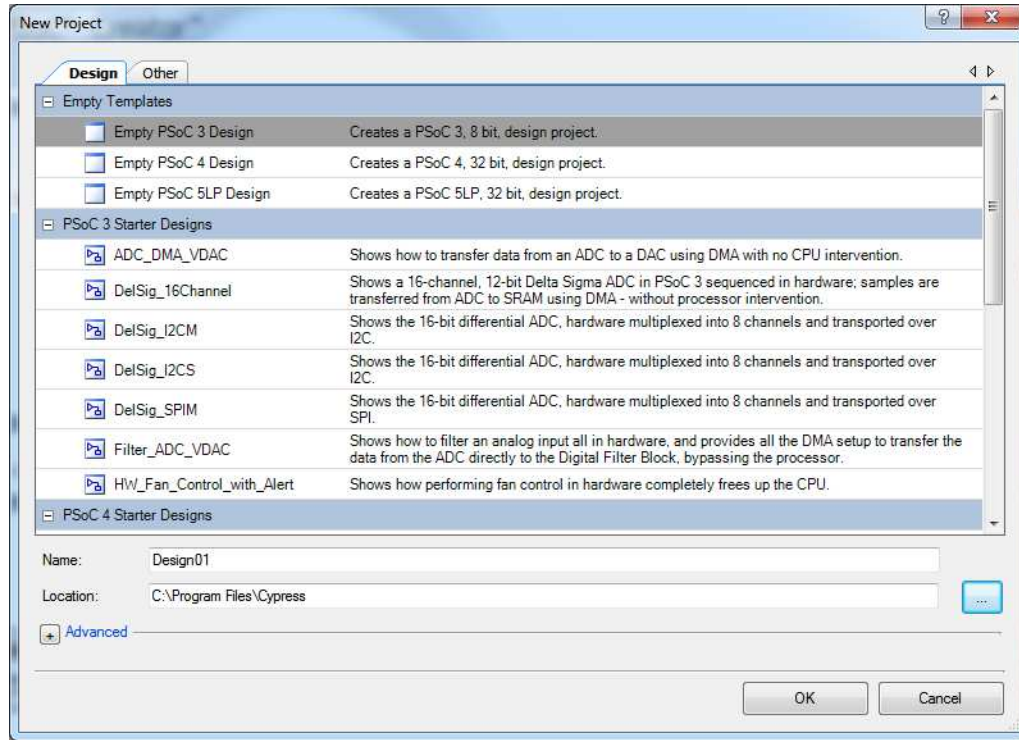 New Project
Design Other
Empty Templates
Empty PSoC 3 Design Creates a PSoC 3, 8 bit, design project.
Empty PSoC 4 Design Creates a PSoC 4, 32 bit, design project.
Empty PSoC 5LP Design Creates a PSoC 5LP, 32 bit, design project.
PSoC 3 Starter Designs
ADC_DMA_VDAC Shows how to transfer data from an ADC to a DAC using DMA with no CPU intervention.
DelSig_16Channel Shows a 16-channel, 12-bit Delta Sigma ADC in PSoC 3 sequenced in hardware; samples are
transferred from ADC to SRAM using DMA - without processor intervention.
DelSig_I2CM Shows the 16-bit differential ADC, hardware multiplexed into 8 channels and transported over
I2C.
DelSig_I2CS Shows the 16-bit differential ADC, hardware multiplexed into 8 channels and transported over
I2C.
DelSig_SPIM Shows the 16-bit differential ADC, hardware multiplexed into 8 channels and transported over
SPI.
Filter_ADC_VDAC Shows how to filter an analog input all in hardware, and provides all the DMA setup to transfer the
data from the ADC directly to the Digital Filter Block, bypassing the processor.
HW_Fan_Control_with_Alert Shows how performing fan control in hardware completely frees up the CPU.
PSoC 4 Starter Designs
Name: Design01
Location: C:\Program Files\Cypress ...
Advanced
OK Cancel